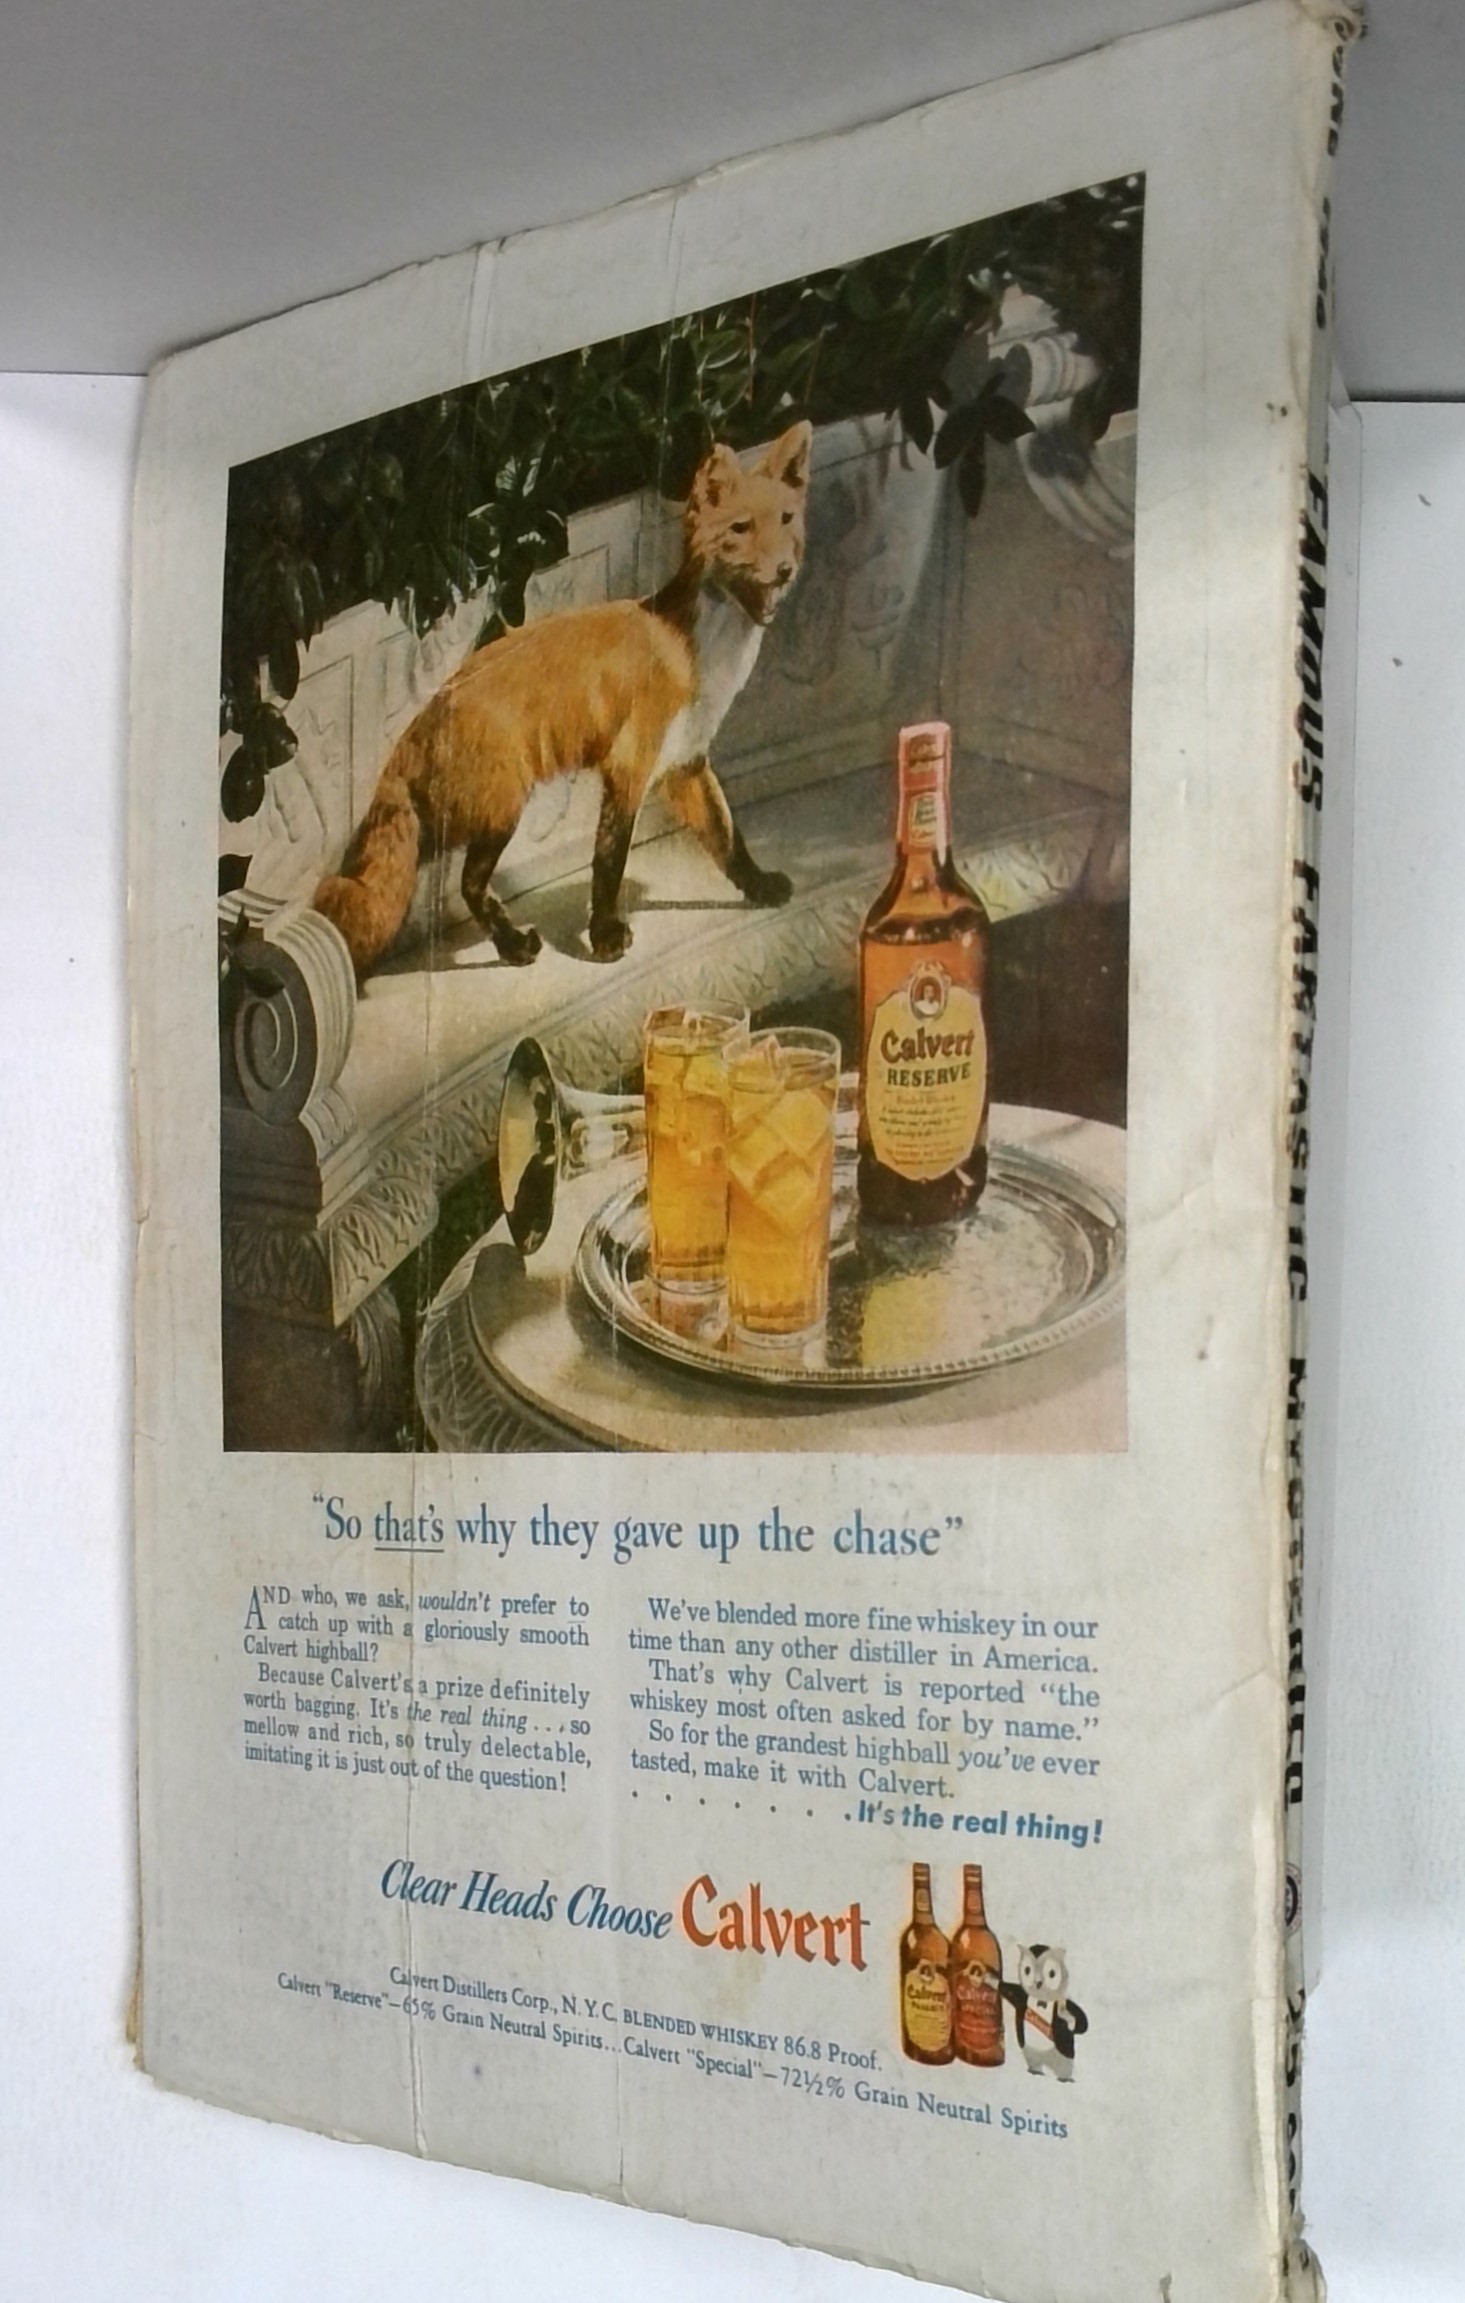 Calvert
RESERVE
"So that's why they gave up the chase"
AND who, we ask, wouldn't prefer to
catch up with a gloriously smooth
Calvert highball?
Because Calvert's a prize definitely
worth bagging. It's the real thing...so
mellow and rich, so truly delectable,
imitating it is just out of the question!
We've blended more fine whiskey in our
time than any other distiller in America.
That's why Calvert is reported "the
whiskey most often asked for by name."
So for the grandest highball you've ever
tasted, make it with Calvert.
. . . . . . . It's the real thing!
Clear Heads Choose Calvert
Calvert
Calvert
Calvert Distillers Corp., N.Y.C. BLENDED WHISKEY 86.8 Proof.
Calvert "Reserve"—65% Grain Neutral Spirits...Calvert "Special"—72½% Grain Neutral Spirits
FAMOUS FANTASTIC MYSTERIES